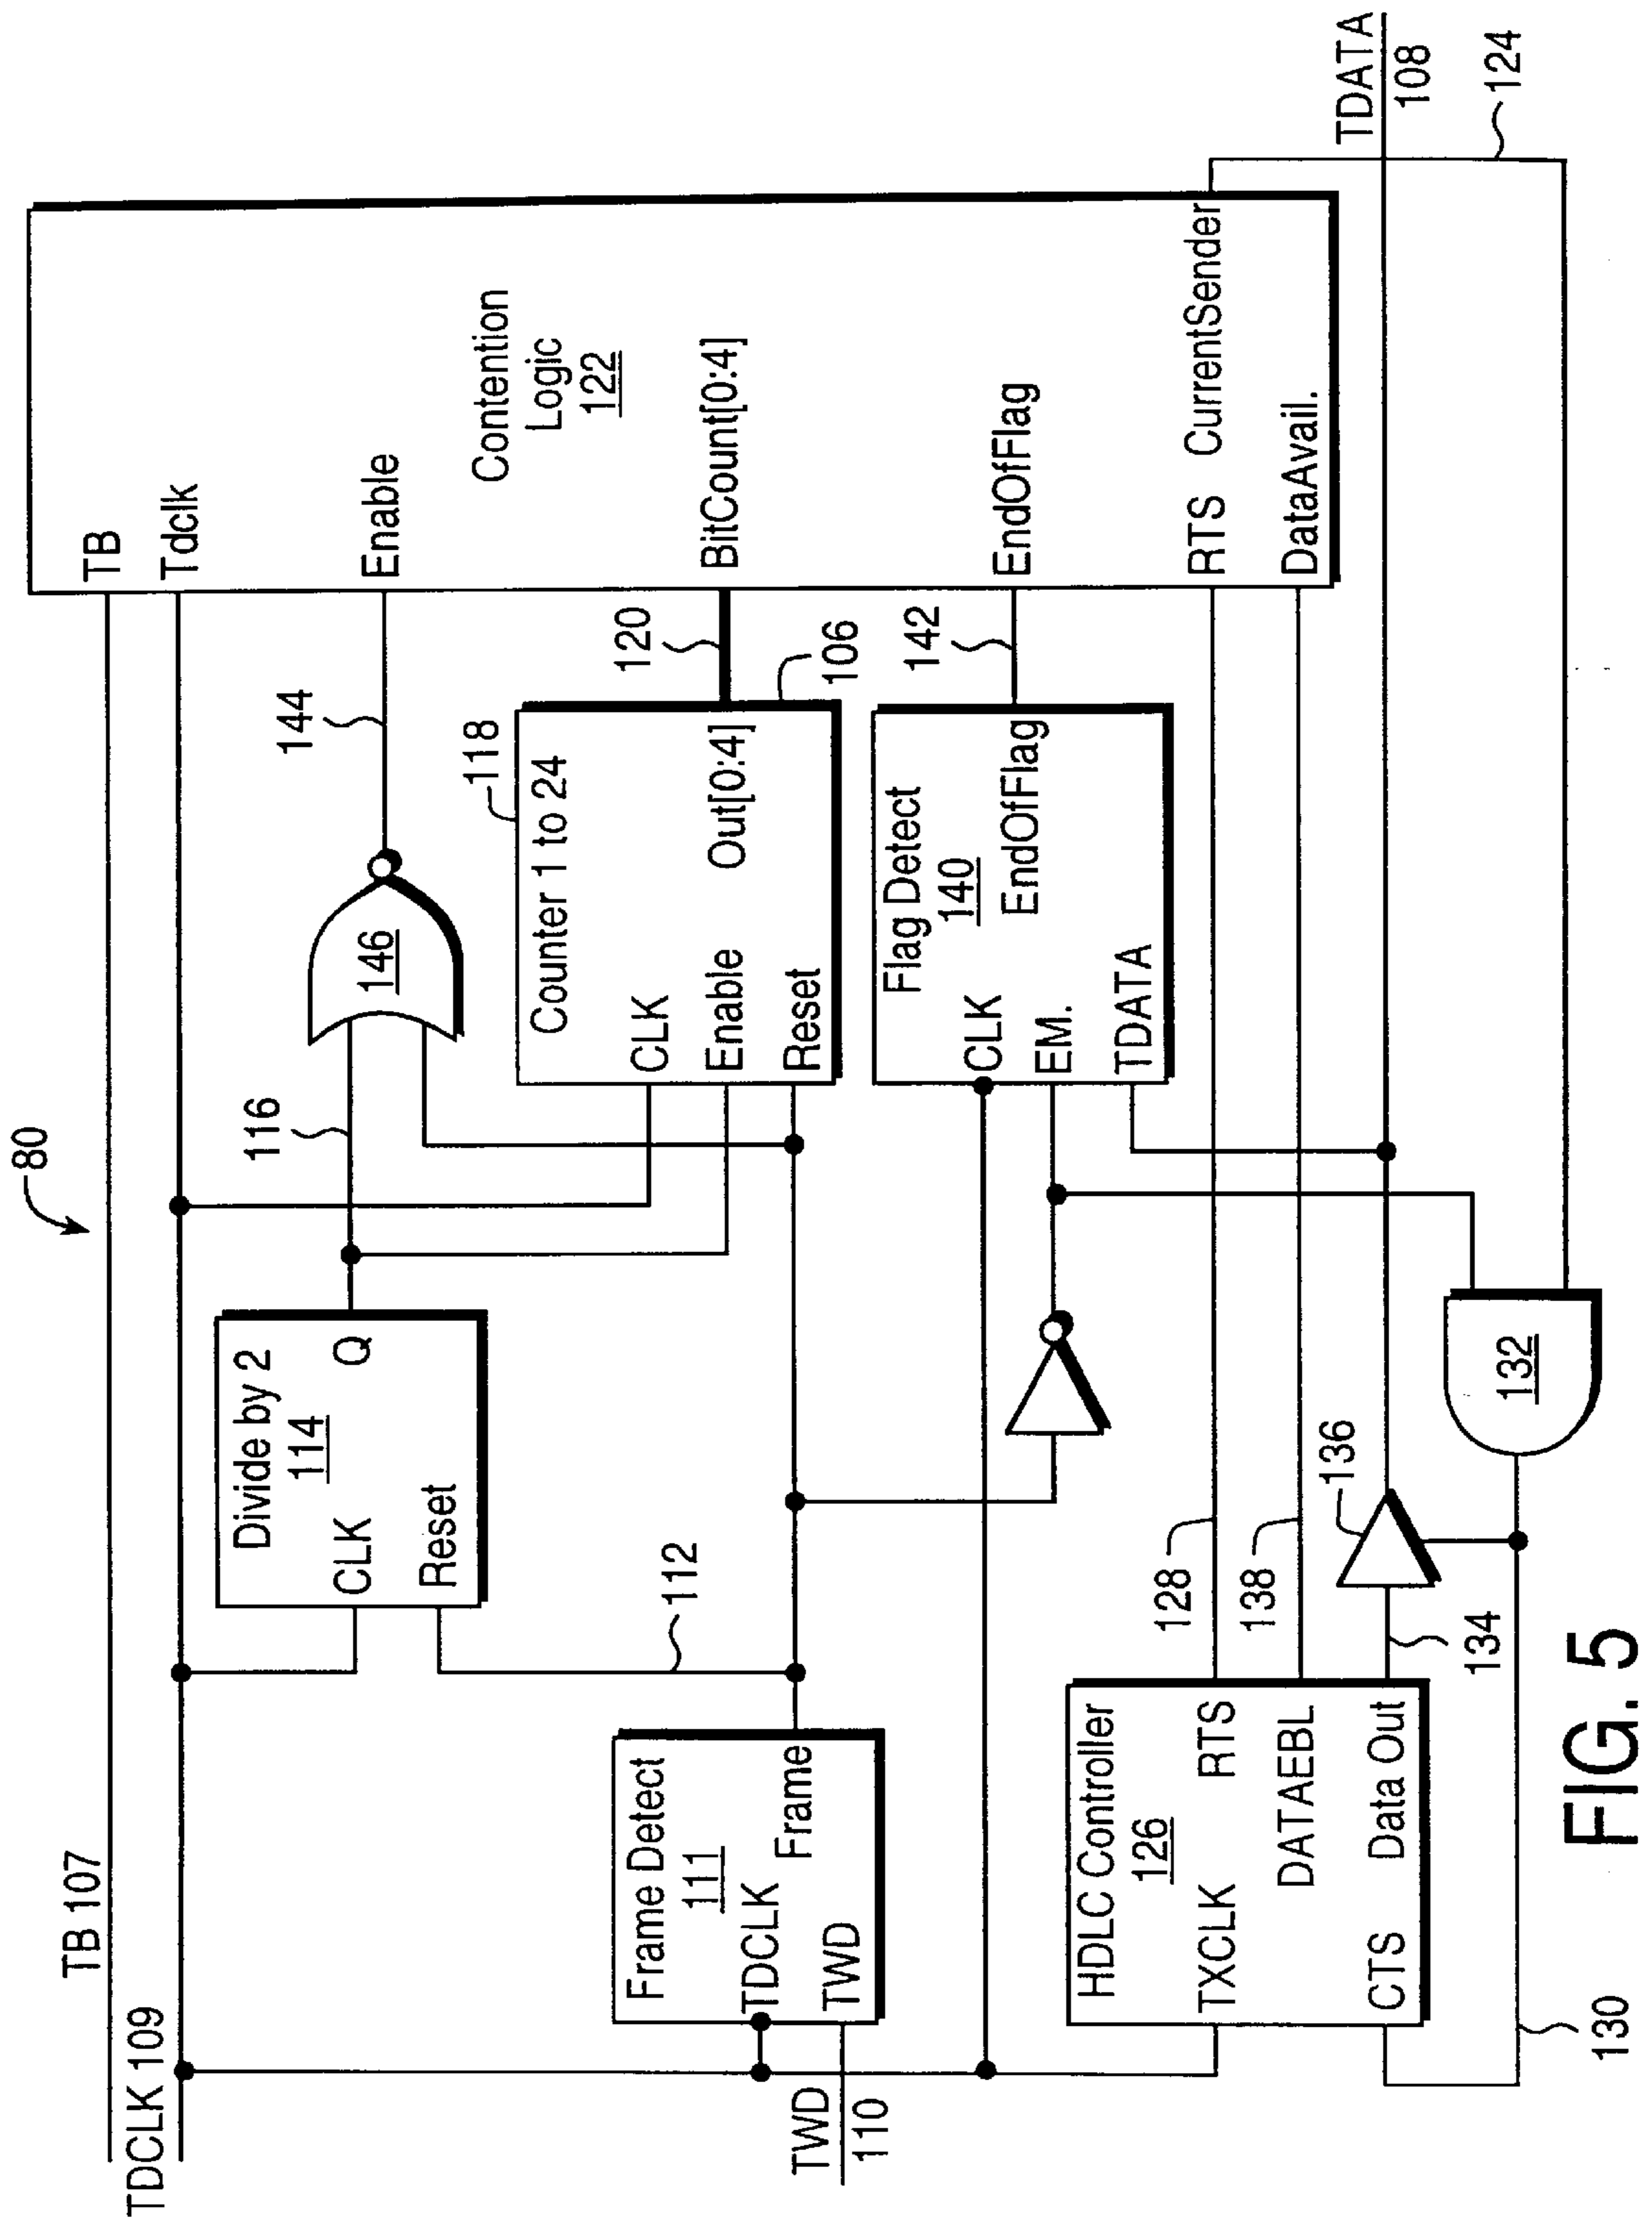 80
TB 107
TDCLK 109
TB
Tdclk
Enable
Contention
Logic
122
BitCount[0:4]
EndOfFlag
RTS CurrentSender
DataAvail.
Divide by 2
114
CLK
Q
Reset
116
146
144
112
118
Counter 1 to 24
CLK
Enable
Out[0:4]
Reset
120
106
Frame Detect
111
TDCLK
Frame
TWD
TWD
110
Flag Detect
140
CLK
EM.
EndOfFlag
TDATA
142
HDLC Controller
126
TXCLK
RTS
DATAEBL
CTS
Data Out
128
138
134
136
132
130
TDATA
108
124
FIG. 5